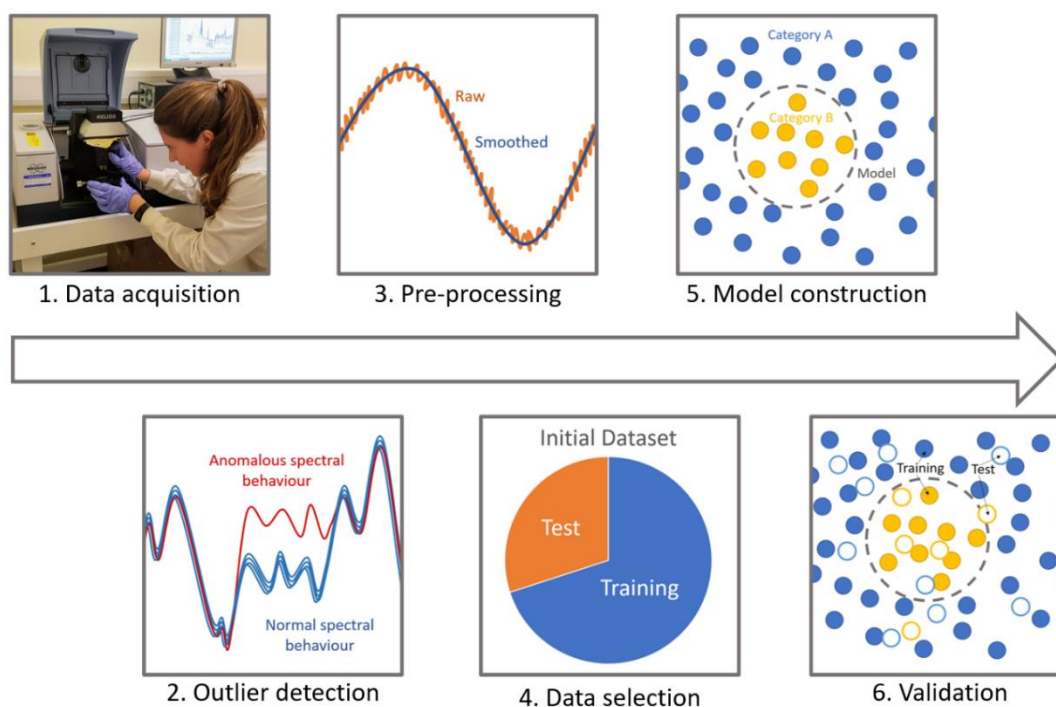 HELIOS
1. Data acquisition
Raw
Smoothed
3. Pre-processing
Category A
Category B
Model
5. Model construction
Anomalous spectral
behaviour
Normal spectral
behaviour
2. Outlier detection
Initial Dataset
Test
Training
4. Data selection
Training
Test
6. Validation